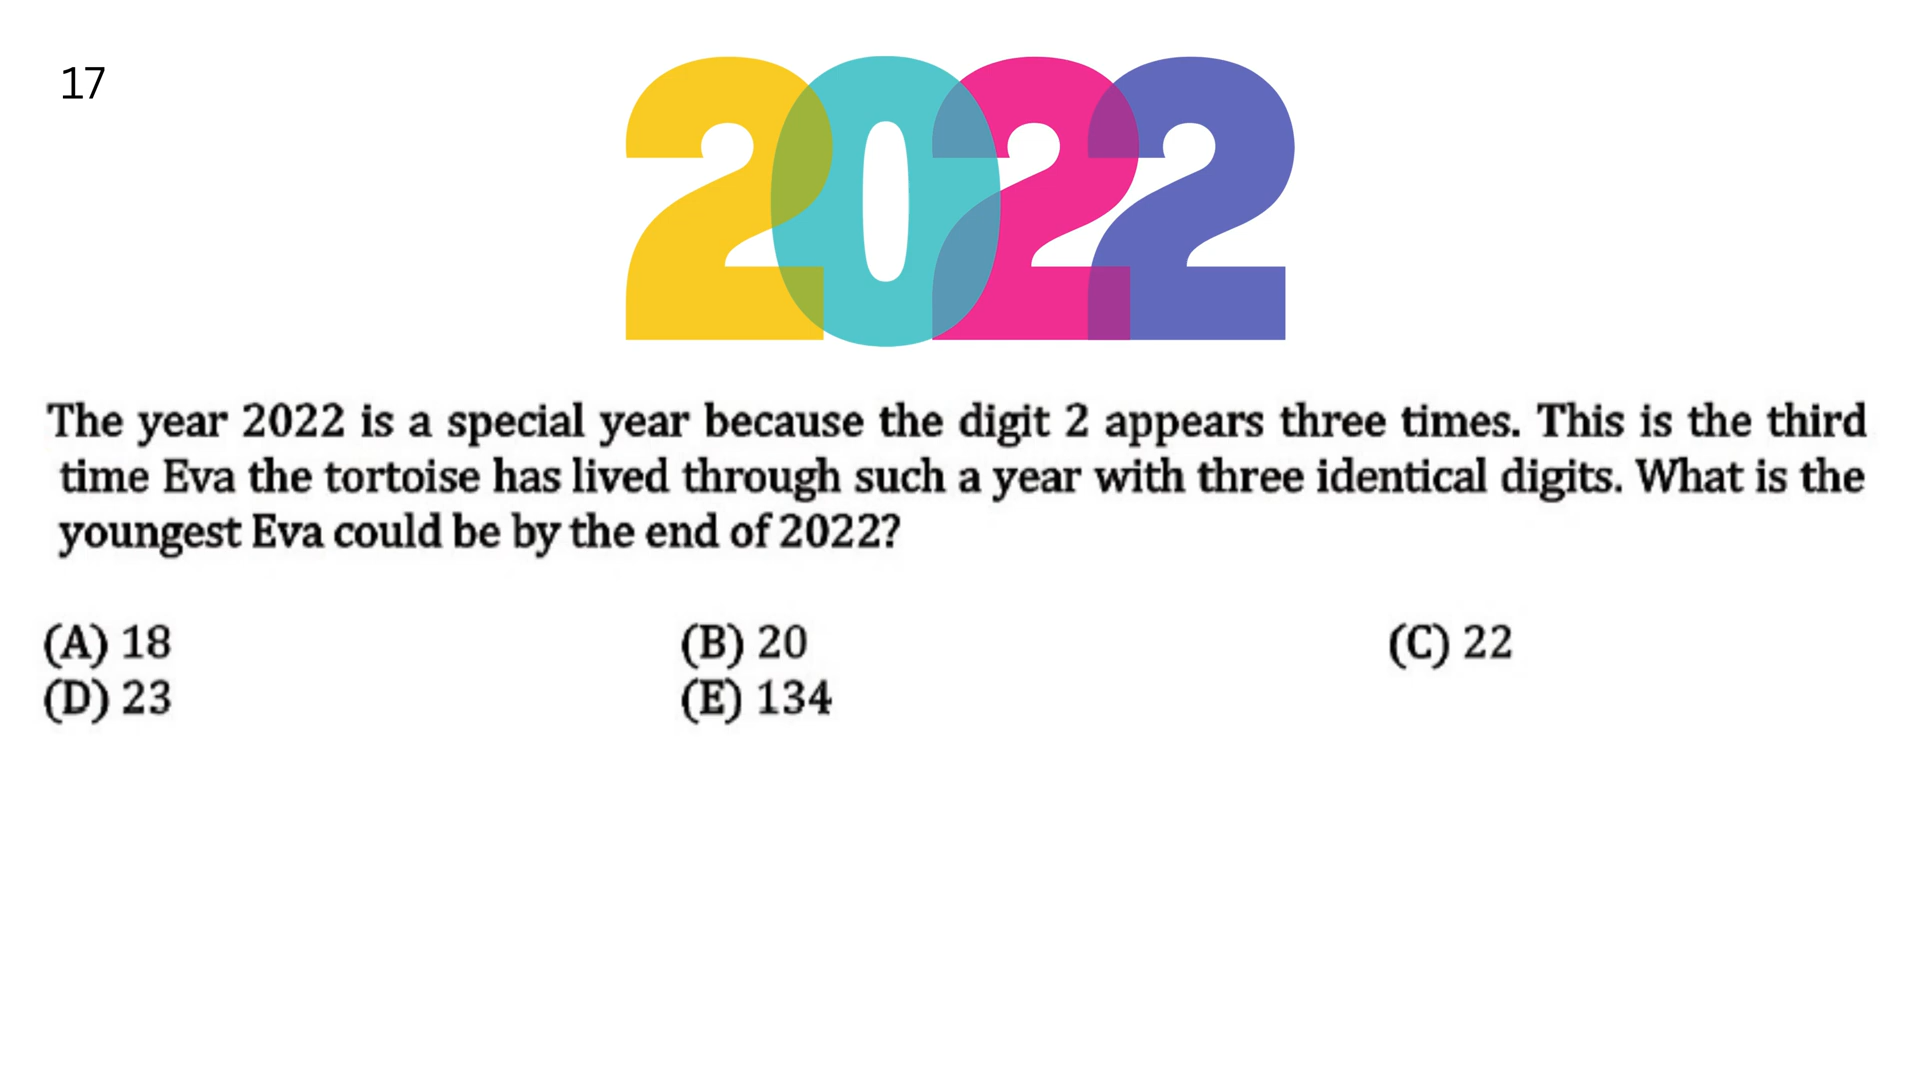 17
2022
The year 2022 is a special year because the digit 2 appears three times. This is the third
time Eva the tortoise has lived through such a year with three identical digits. What is the
youngest Eva could be by the end of 2022?
(A) 18 (B) 20 (C) 22
(D) 23 (E) 134